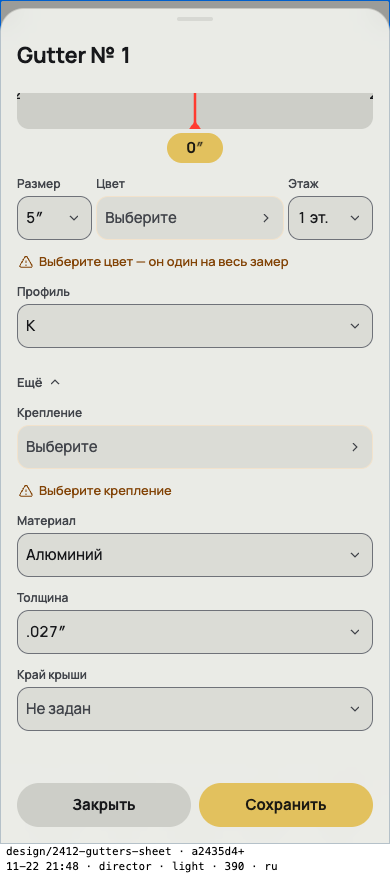 Gutter № 1
0″
Размер
Цвет
Этаж
5″
Выберите
1 эт.
Выберите цвет — он один на весь замер
Профиль
K
Ещё
Крепление
Выберите
Выберите крепление
Материал
Алюминий
Толщина
.027″
Край крыши
Не задан
Закрыть
Сохранить
design/2412-gutters-sheet · a2435d4+
11-22 21:48 · director · light · 390 · ru